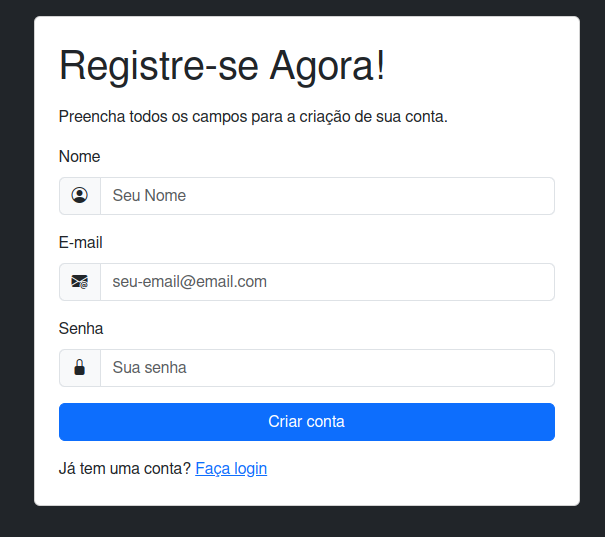 Registre-se Agora!
Preencha todos os campos para a criação de sua conta.
Nome
Seu Nome
E-mail
seu-email@email.com
Senha
Sua senha
Criar conta
Já tem uma conta? Faça login